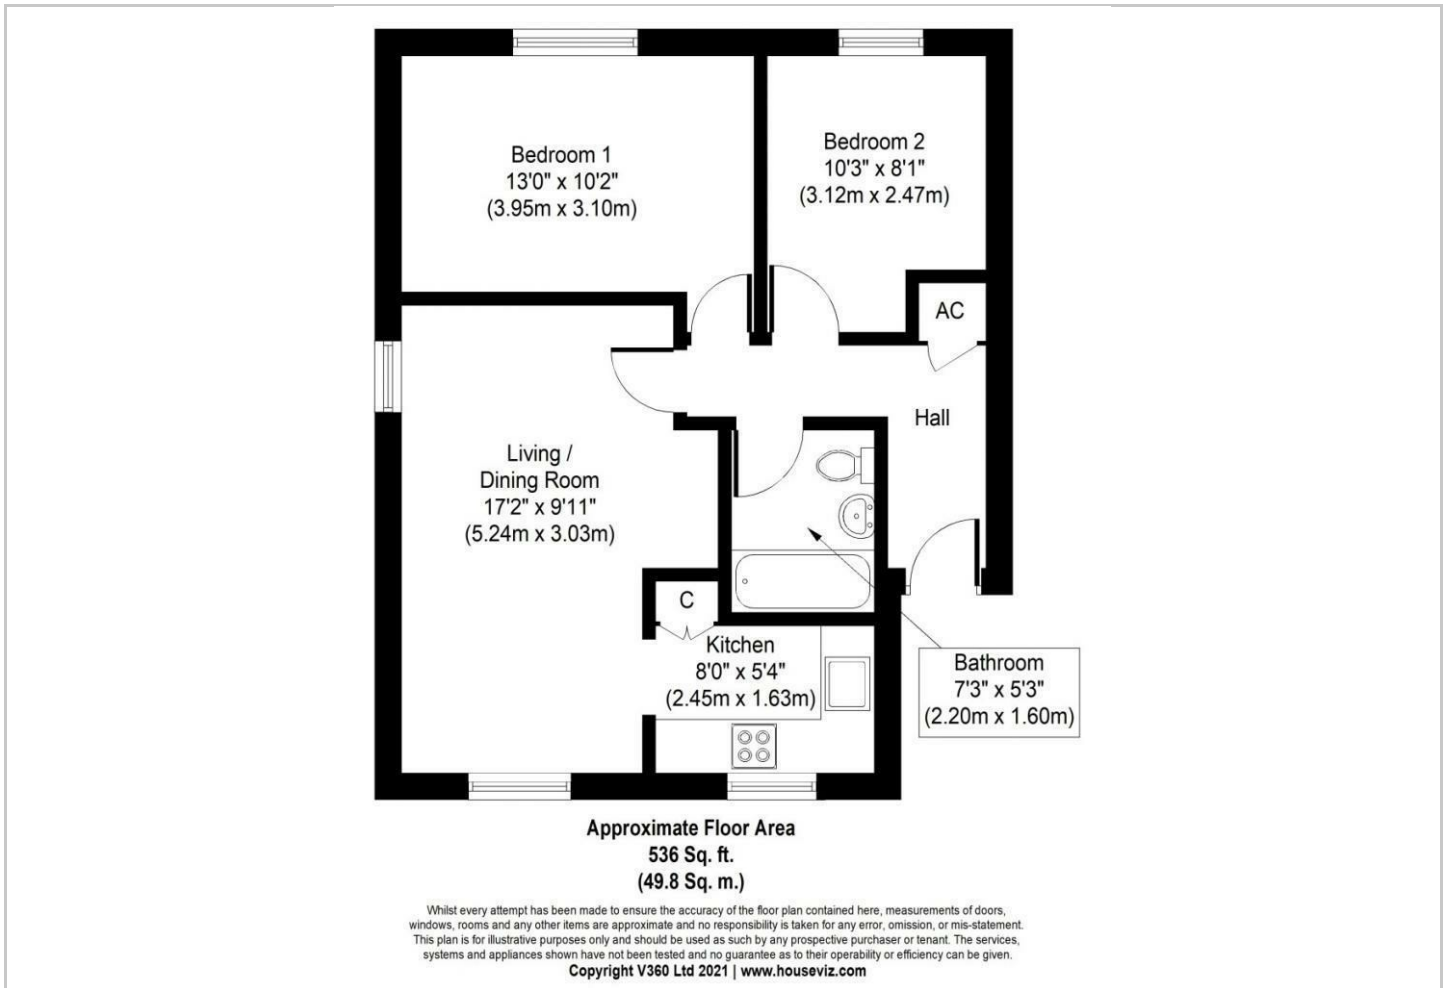 Bedroom 1
13'0" x 10'2"
(3.95m x 3.10m)
Bedroom 2
10'3" x 8'1"
(3.12m x 2.47m)
AC
Hall
Living /
Dining Room
17'2" x 9'11"
(5.24m x 3.03m)
C
Kitchen
8'0" x 5'4"
(2.45m x 1.63m)
Bathroom
7'3" x 5'3"
(2.20m x 1.60m)
Approximate Floor Area
536 Sq. ft.
(49.8 Sq. m.)
Whilst every attempt has been made to ensure the accuracy of the floor plan contained here, measurements of doors,
windows, rooms and any other items are approximate and no responsibility is taken for any error, omission, or mis-statement.
This plan is for illustrative purposes only and should be used as such by any prospective purchaser or tenant. The services,
systems and appliances shown have not been tested and no guarantee as to their operability or efficiency can be given.
Copyright V360 Ltd 2021 | www.houseviz.com